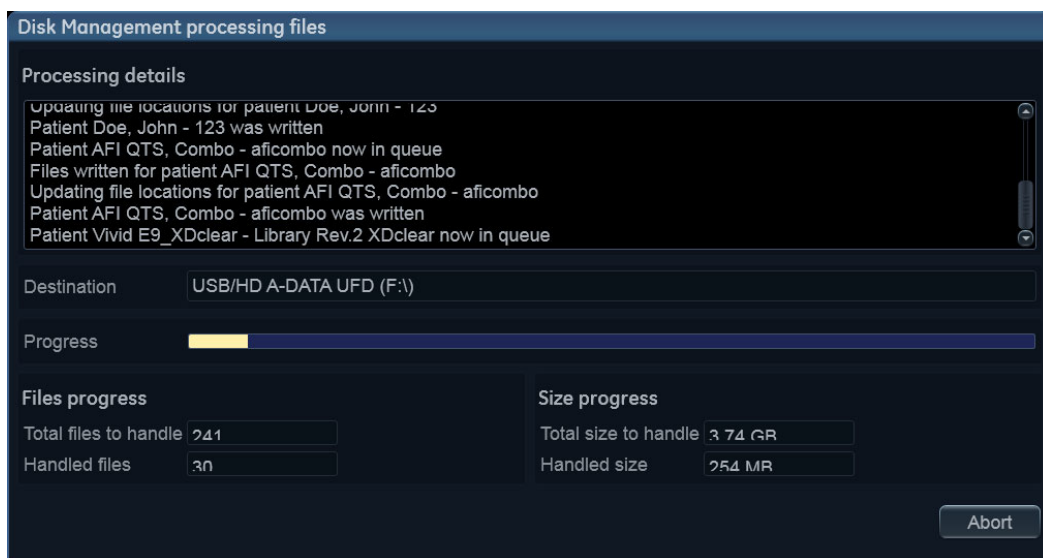 Disk Management processing files
Processing details
Updating file locations for patient Doe, John - 123
Patient Doe, John - 123 was written
Patient AFI QTS, Combo - aficombo now in queue
Files written for patient AFI QTS, Combo - aficombo
Updating file locations for patient AFI QTS, Combo - aficombo
Patient AFI QTS, Combo - aficombo was written
Patient Vivid E9_XDclear - Library Rev.2 XDclear now in queue
Destination USB/HD A-DATA UFD (F:\)
Progress
Files progress
Total files to handle 241
Handled files 30
Size progress
Total size to handle 3.74 GB
Handled size 254 MB
Abort